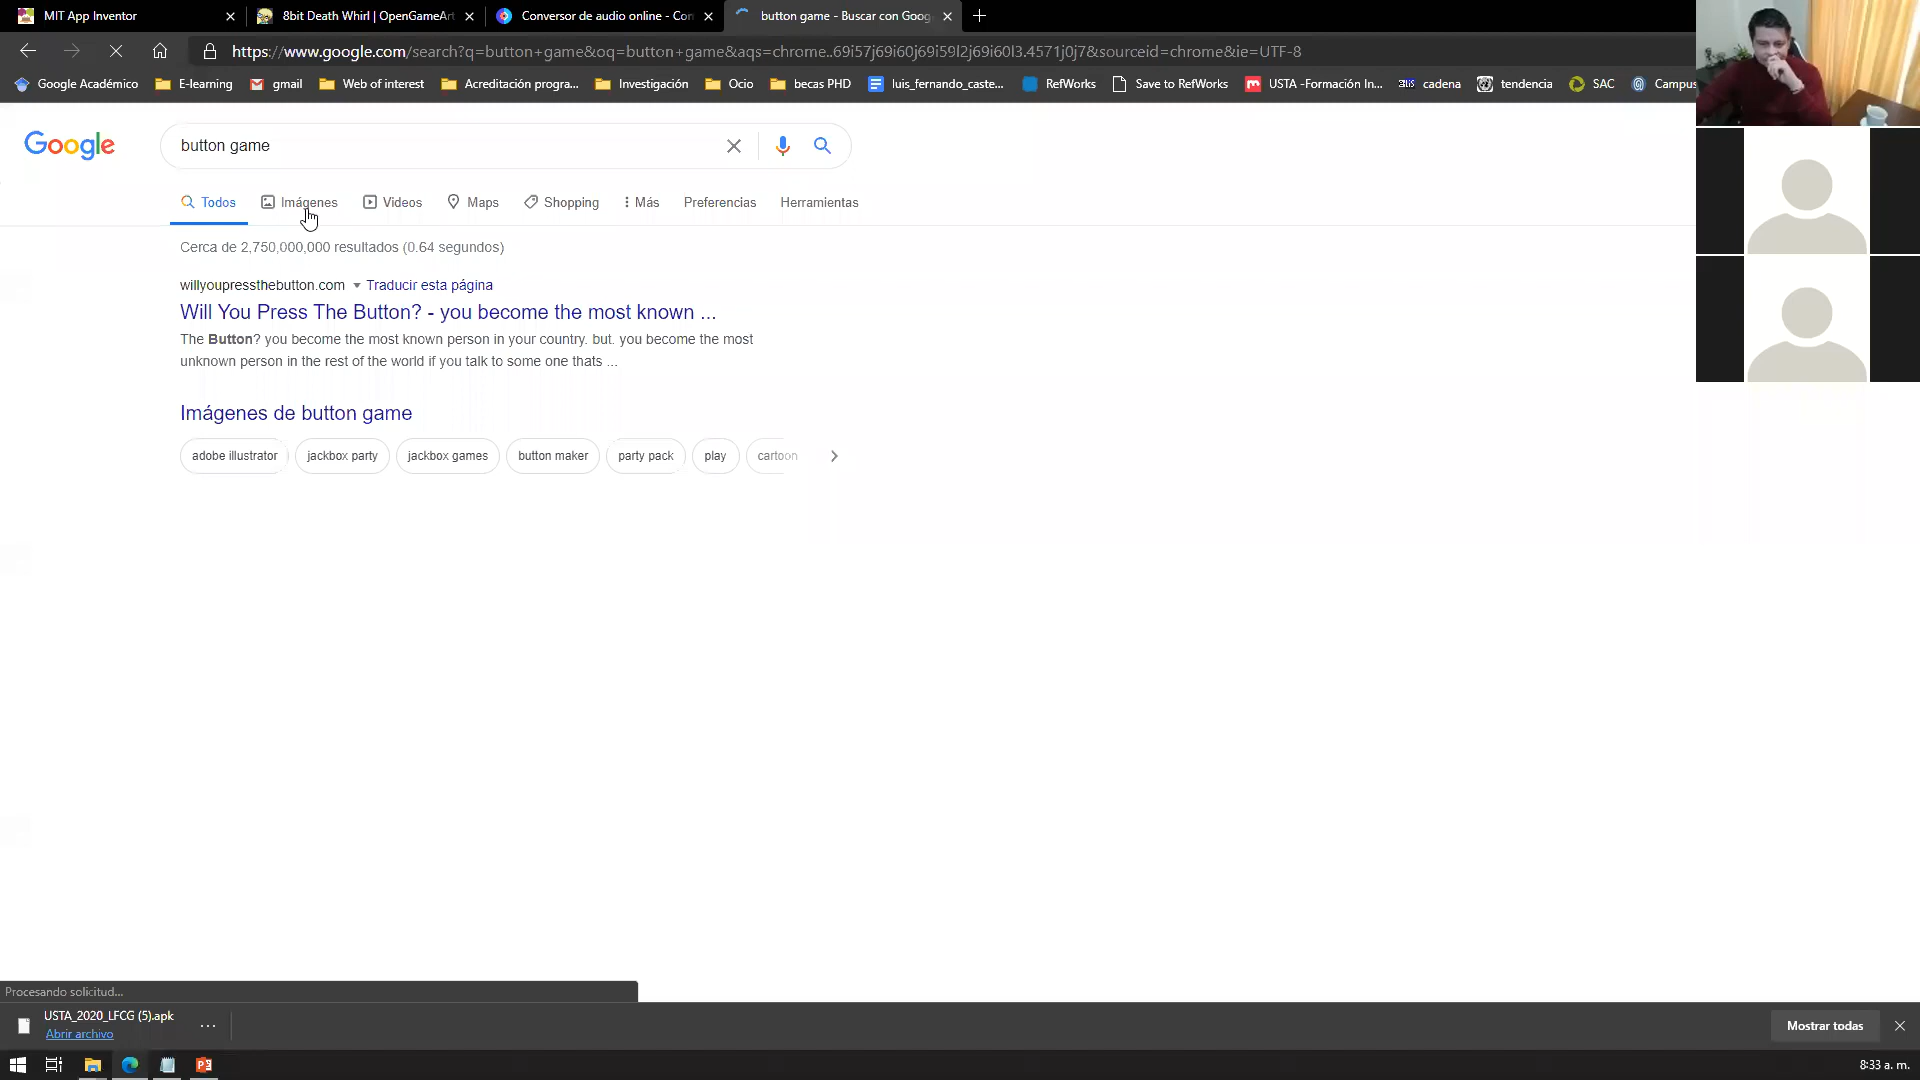 MIT App Inventor
8bit Death Whirl | OpenGameArt
Conversor de audio online - Con
button game - Buscar con Goog
https://www.google.com/search?q=button+game&oq=button+game&aqs=chrome..69i57j69i60j69i59l2j69i60l3.4571j0j7&sourceid=chrome&ie=UTF-8
Google Académico
E-learning
gmail
Web of interest
Acreditación progra...
Investigación
Ocio
becas PHD
luis_fernando_caste...
RefWorks
Save to RefWorks
USTA -Formación In...
cadena
tendencia
SAC
Campus
Google
button game
Todos
Imágenes
Videos
Maps
Shopping
Más
Preferencias
Herramientas
Cerca de 2,750,000,000 resultados (0.64 segundos)
willyoupressthebutton.com
Traducir esta página
Will You Press The Button? - you become the most known ...
The Button? you become the most known person in your country. but. you become the most
unknown person in the rest of the world if you talk to some one thats ...
Imágenes de button game
adobe illustrator
jackbox party
jackbox games
button maker
party pack
play
cartoon
Procesando solicitud...
USTA_2020_LFCG (5).apk
Abrir archivo
Mostrar todas
8:33 a. m.